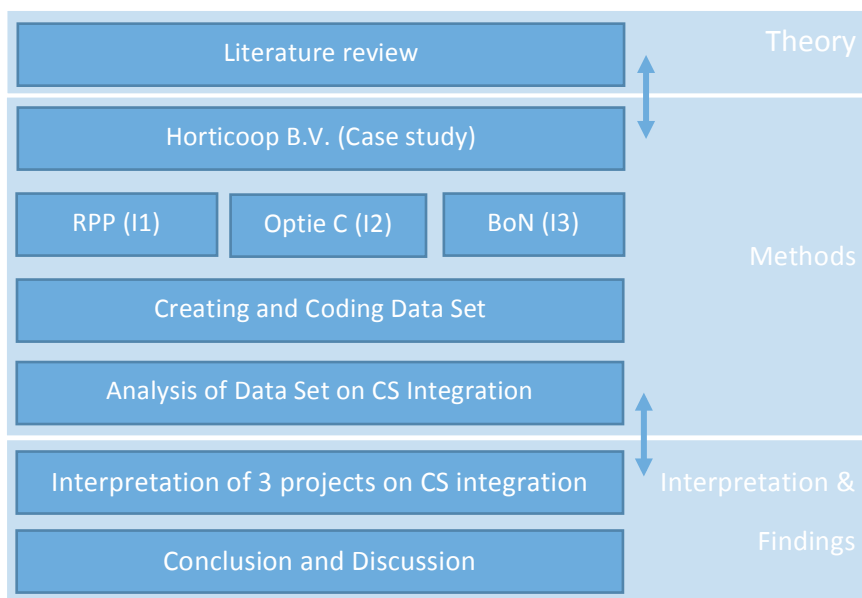 Literature review
Theory
Horticoop B.V. (Case study)
RPP (I1)
Optie C (I2)
BoN (I3)
Methods
Creating and Coding Data Set
Analysis of Data Set on CS Integration
Interpretation of 3 projects on CS integration
Interpretation &
Findings
Conclusion and Discussion